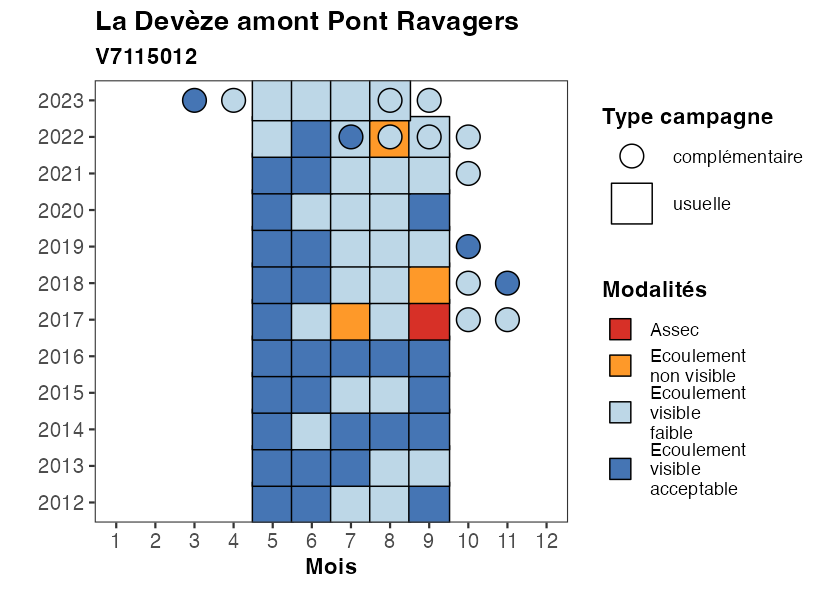 La Devèze amont Pont Ravagers
V7115012
2023
2022
2021
2020
2019
2018
2017
2016
2015
2014
2013
2012
1 2 3 4 5 6 7 8 9 10 11 12
Mois
Type campagne
complémentaire
usuelle
Modalités
Assec
Ecoulement
non visible
Ecoulement
visible
faible
Ecoulement
visible
acceptable